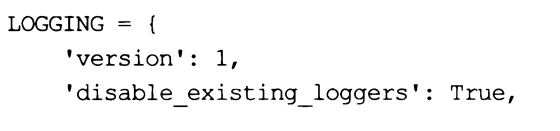 LOGGING = {
    'version': 1,
    'disable_existing_loggers': True,